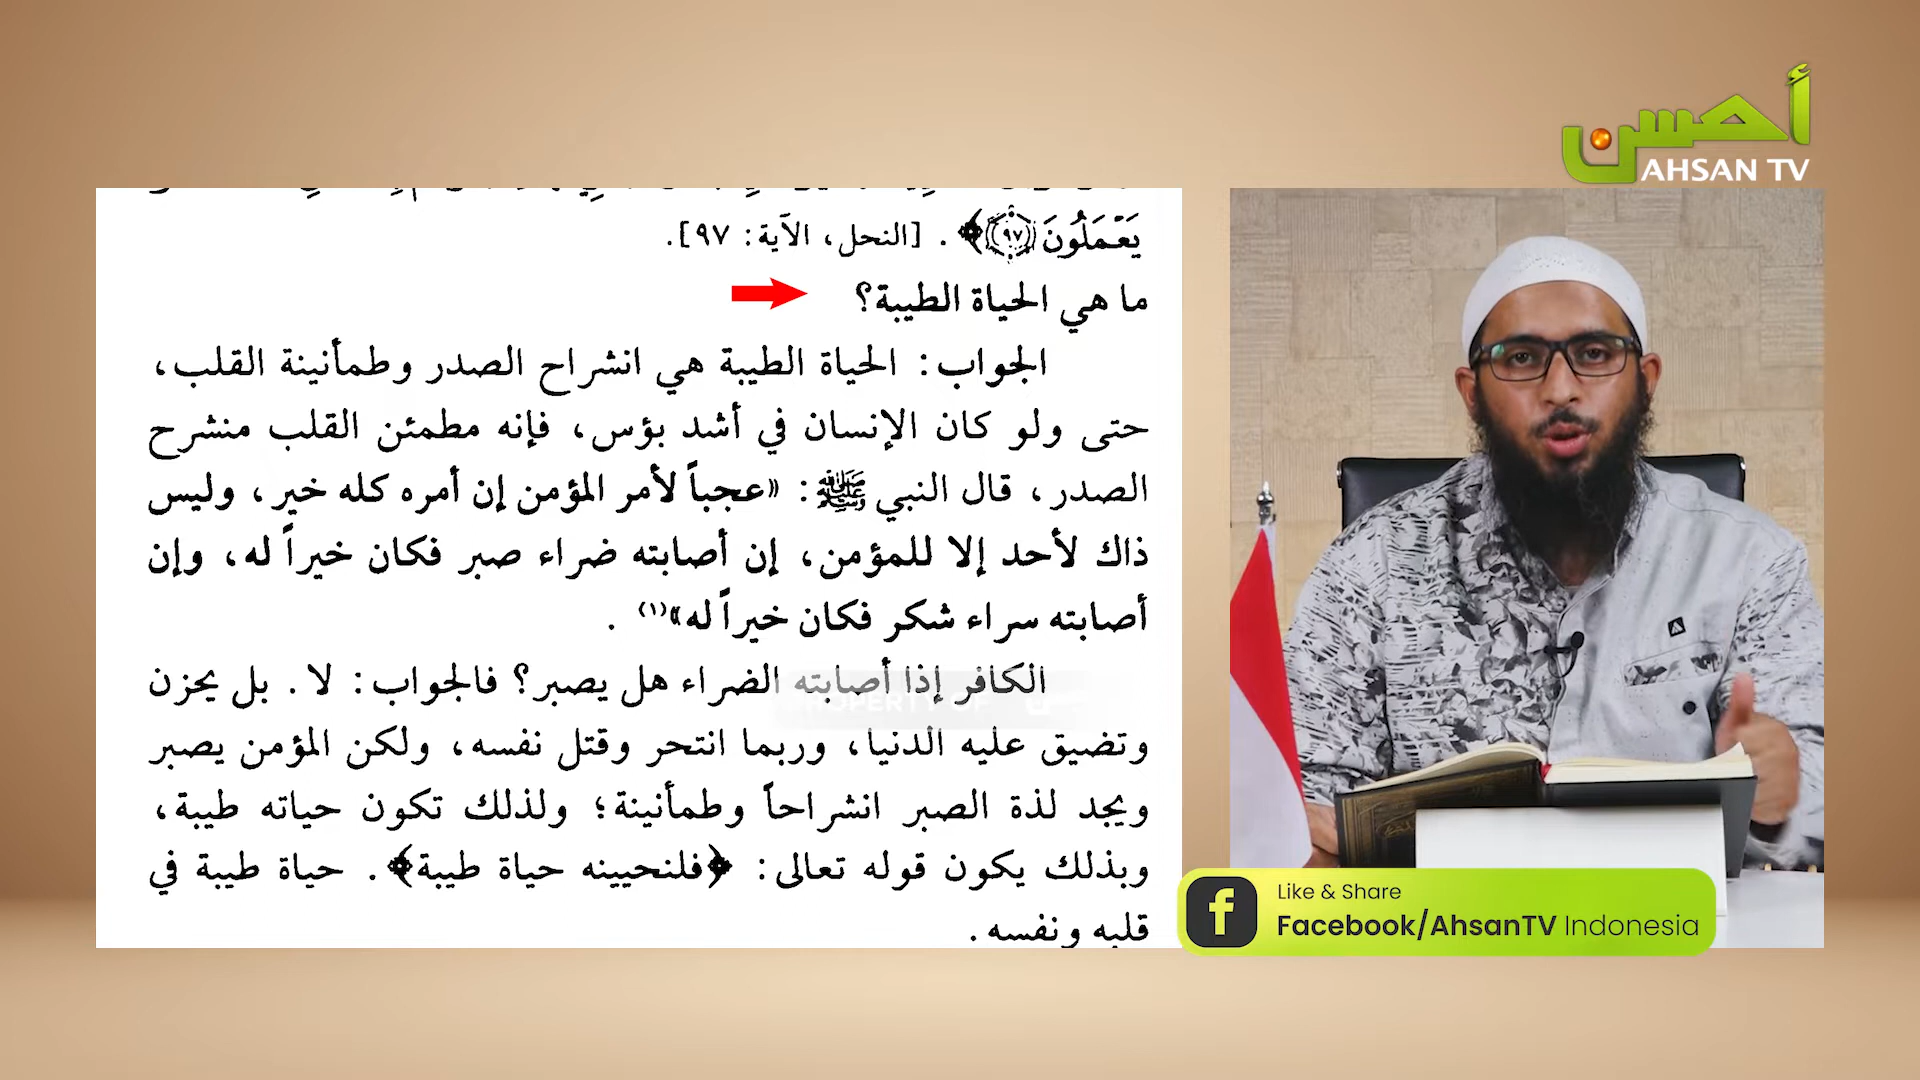 يَعْمَلُونَ ﴿٩٧﴾ . [النحل، الآية: ٩٧].
ما هي الحياة الطيبة؟
الجواب: الحياة الطيبة هي انشراح الصدر وطمأنينة القلب،
حتى ولو كان الإنسان في أشد بؤس، فإنه مطمئن القلب منشرح
الصدر، قال النبي ﷺ: «عجباً لأمر المؤمن إن أمره كله خير، وليس
ذاك لأحد إلا للمؤمن، إن أصابته ضراء صبر فكان خيراً له، وإن
أصابته سراء شكر فكان خيراً له»(١) .
الكافر إذا أصابته الضراء هل يصبر؟ فالجواب: لا. بل يحزن
وتضيق عليه الدنيا، وربما انتحر وقتل نفسه، ولكن المؤمن يصبر
ويجد لذة الصبر انشراحاً وطمأنينة؛ ولذلك تكون حياته طيبة،
وبذلك يكون قوله تعالى: ﴿فلنحيينه حياة طيبة﴾. حياة طيبة في
قلبه ونفسه.
PROPERTY OF
أحسن
AHSAN TV
Like & Share
Facebook/AhsanTV Indonesia